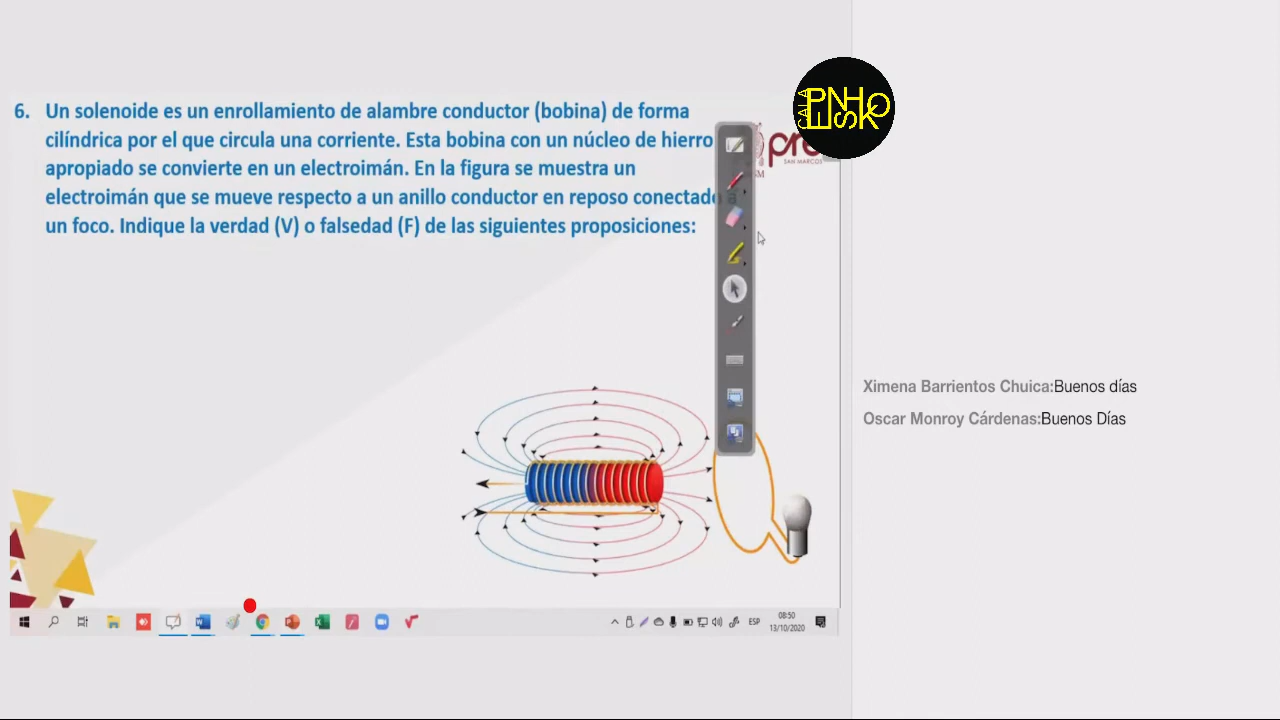 6. Un solenoide es un enrollamiento de alambre conductor (bobina) de forma
cilíndrica por el que circula una corriente. Esta bobina con un núcleo de hierro
apropiado se convierte en un electroimán. En la figura se muestra un
electroimán que se mueve respecto a un anillo conductor en reposo conectado a
un foco. Indique la verdad (V) o falsedad (F) de las siguientes proposiciones:
SAN MARCOS
Ximena Barrientos Chuica:Buenos días
Oscar Monroy Cárdenas:Buenos Días
ESP
08:50
13/10/2020